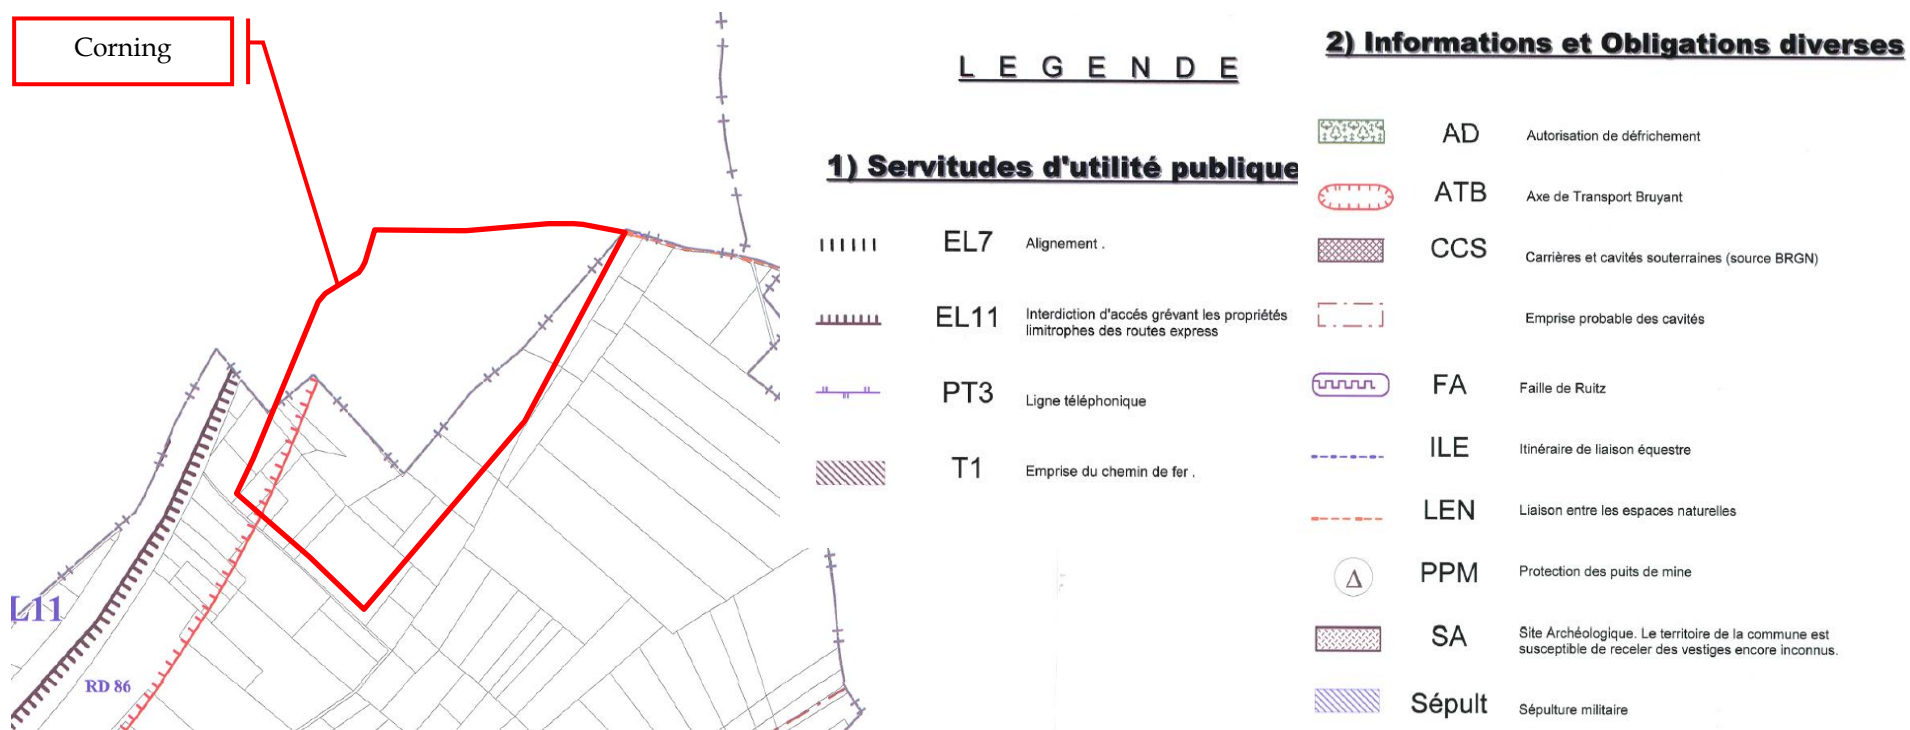 Corning
L11
RD 86
L E G E N D E
1) Servitudes d'utilité publique
EL7 Alignement .
EL11 Interdiction d'accés grévant les propriétés
limitrophes des routes express
PT3 Ligne téléphonique
T1 Emprise du chemin de fer .
2) Informations et Obligations diverses
AD Autorisation de défrichement
ATB Axe de Transport Bruyant
CCS Carrières et cavités souterraines (source BRGN)
Emprise probable des cavités
FA Faille de Ruitz
ILE Itinéraire de liaison équestre
LEN Liaison entre les espaces naturelles
PPM Protection des puits de mine
SA Site Archéologique. Le territoire de la commune est
susceptible de receler des vestiges encore inconnus.
Sépult Sépulture militaire